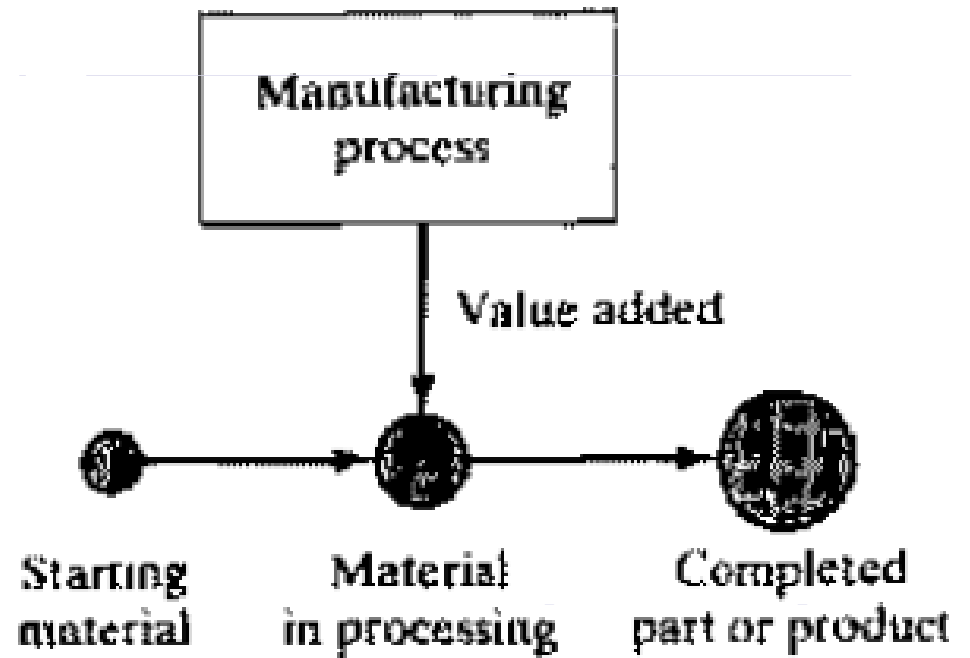 Manufacturing
process
Value added
Starting
material
Material
in processing
Completed
part or product